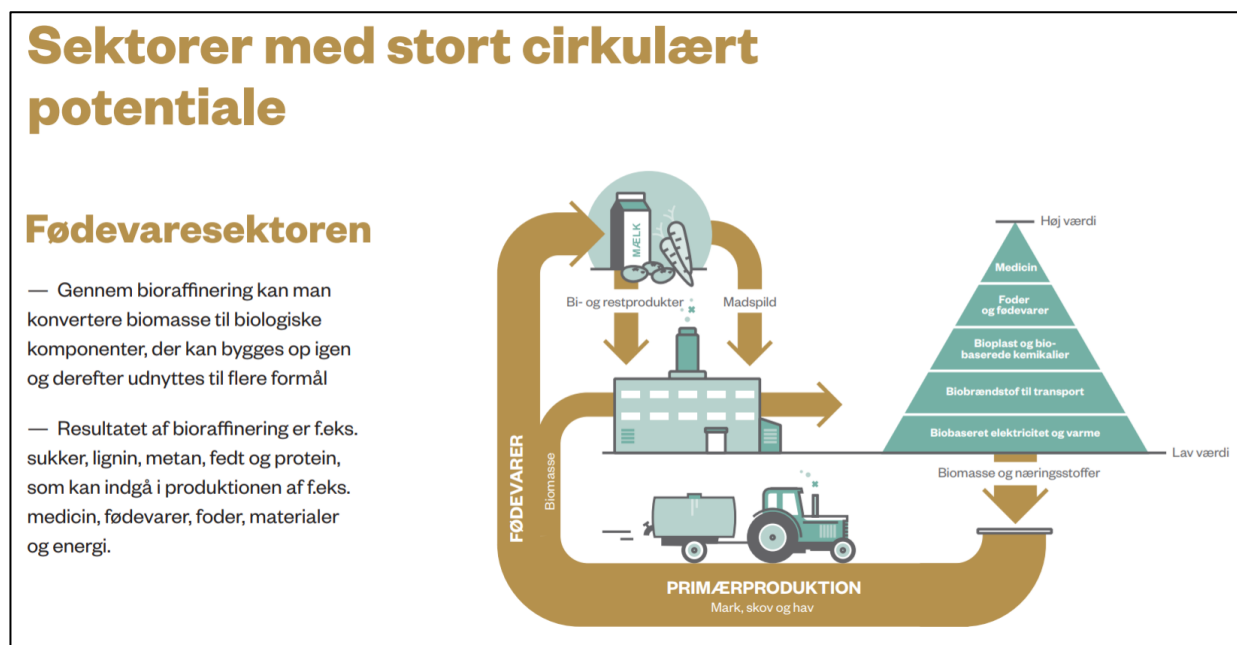 Sektorer med stort cirkulært
potentiale
Fødevaresektoren
— Gennem bioraffinering kan man
konvertere biomasse til biologiske
komponenter, der kan bygges op igen
og derefter udnyttes til flere formål
— Resultatet af bioraffinering er f.eks.
sukker, lignin, metan, fedt og protein,
som kan indgå i produktionen af f.eks.
medicin, fødevarer, foder, materialer
og energi.
MÆLK
Bi- og restprodukter
Madspild
FØDEVARER
Biomasse
PRIMÆRPRODUKTION
Mark, skov og hav
Høj værdi
Medicin
Foder
og fødevarer
Bioplast og bio-
baserede kemikalier
Biobrændstof til transport
Biobaseret elektricitet og varme
Lav værdi
Biomasse og næringsstoffer